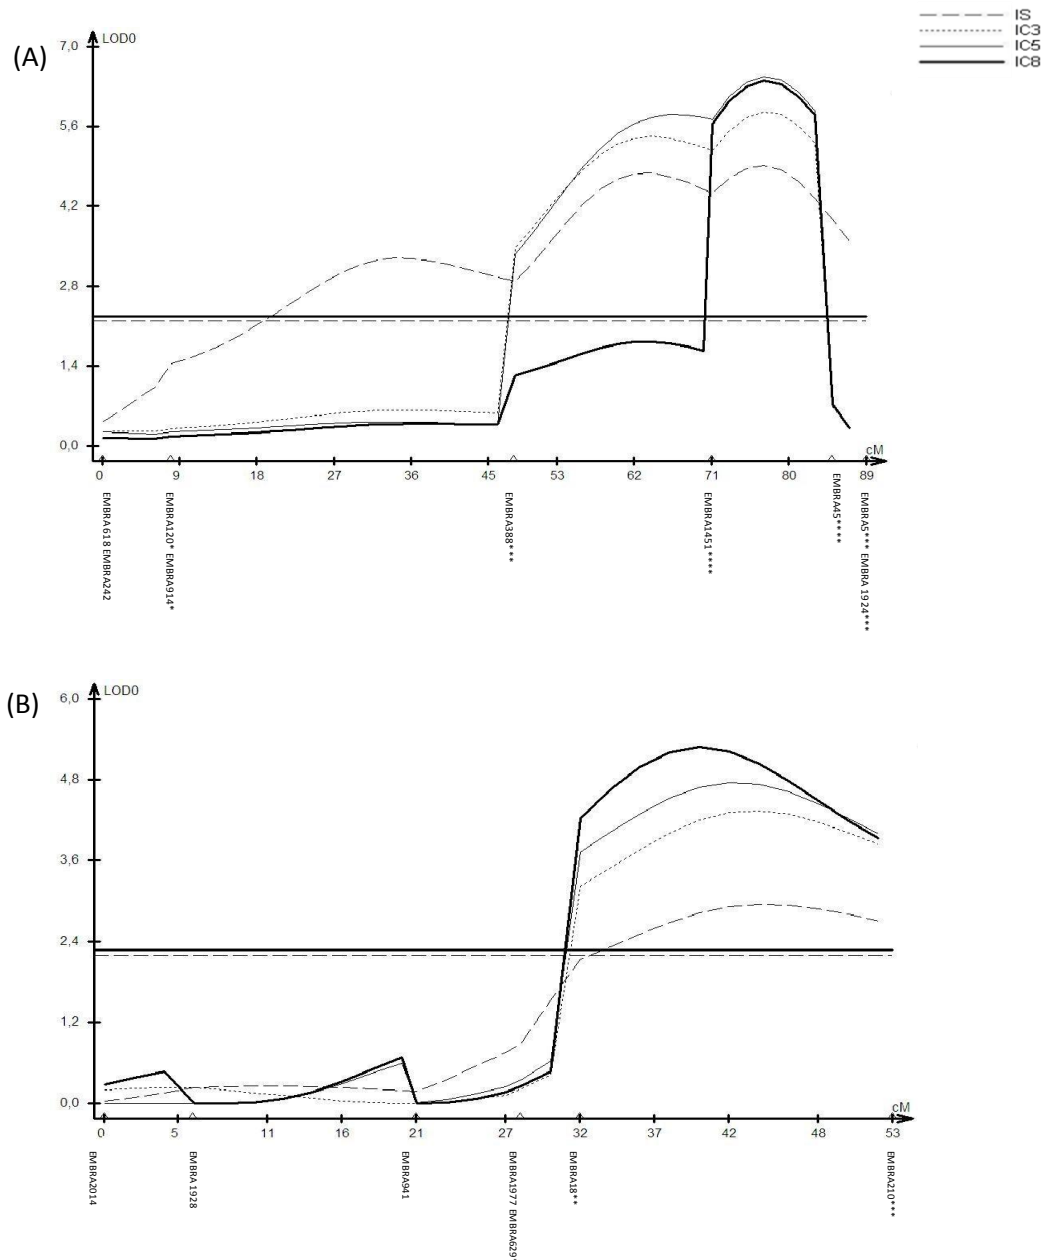 IS
IC3
IC5
IC8
(A)
LOD0
7,0
5,6
4,2
2,8
1,4
0,0
cM
0 9 18 27 36 45 53 62 71 80 89
EMBRA618 EMBRA242
EMBRA120* EMBRA914*
EMBRA388***
EMBRA1451****
EMBRA45****
EMBRA5*** EMBRA1924***
(B)
LOD0
6,0
4,8
3,6
2,4
1,2
0,0
cM
0 5 11 16 21 27 32 37 42 48 53
EMBRA2014
EMBRA1928
EMBRA941
EMBRA1977 EMBRA629*
EMBRA18**
EMBRA210***